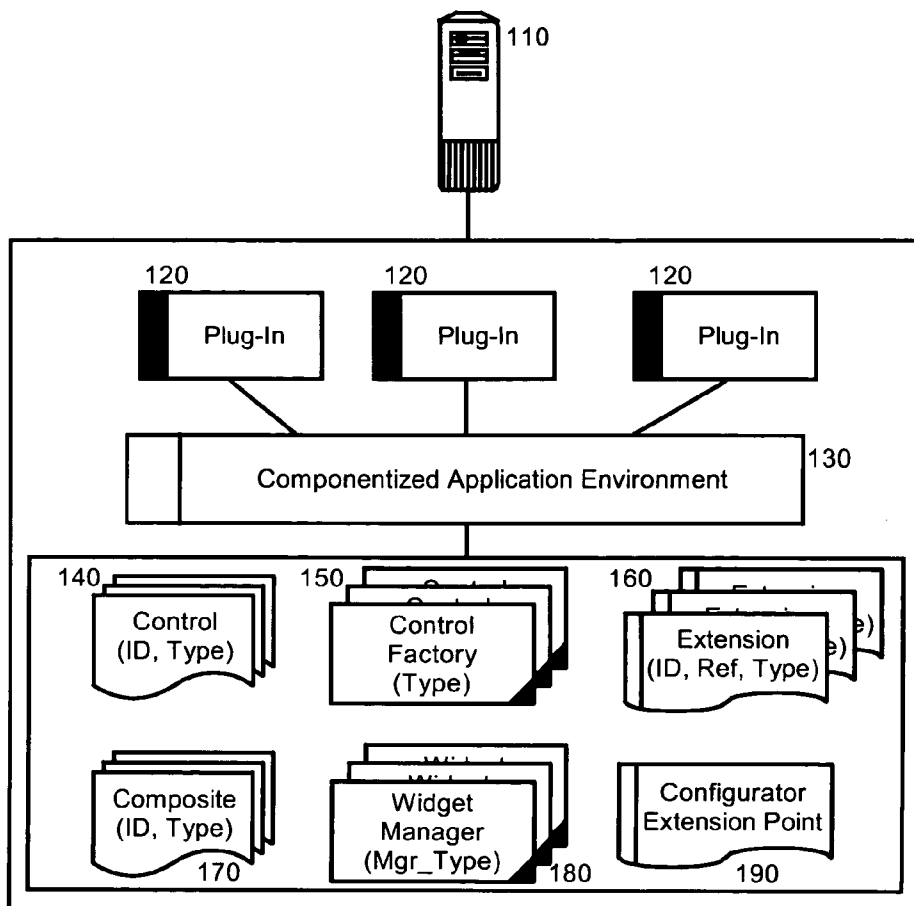 110
120
120
120
Plug-In
Plug-In
Plug-In
Componentized Application Environment
130
140
150
160
Control
(ID, Type)
Control
Factory
(Type)
Extension
(ID, Ref, Type)
e)
e)
Composite
(ID, Type)
170
Widget
Manager
(Mgr_Type)
180
Configurator
Extension Point
190